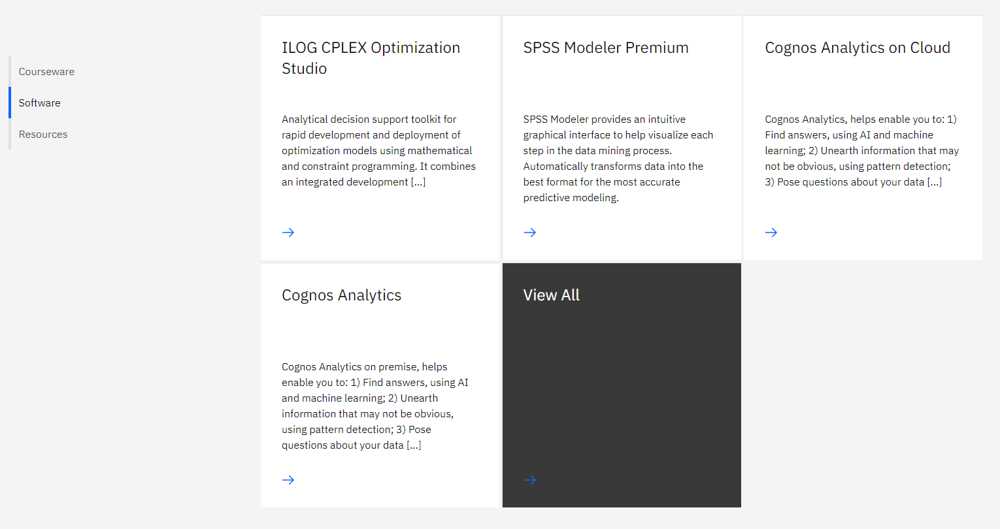 Courseware
Software
Resources
ILOG CPLEX Optimization
Studio
Analytical decision support toolkit for
rapid development and deployment of
optimization models using mathematical
and constraint programming. It combines
an integrated development [...]
SPSS Modeler Premium
SPSS Modeler provides an intuitive
graphical interface to help visualize each
step in the data mining process.
Automatically transforms data into the
best format for the most accurate
predictive modeling.
Cognos Analytics on Cloud
Cognos Analytics, helps enable you to: 1)
Find answers, using AI and machine
learning; 2) Unearth information that may
not be obvious, using pattern detection;
3) Pose questions about your data [...]
Cognos Analytics
Cognos Analytics on premise, helps
enable you to: 1) Find answers, using AI
and machine learning; 2) Unearth
information that may not be obvious,
using pattern detection; 3) Pose
questions about your data [...]
View All